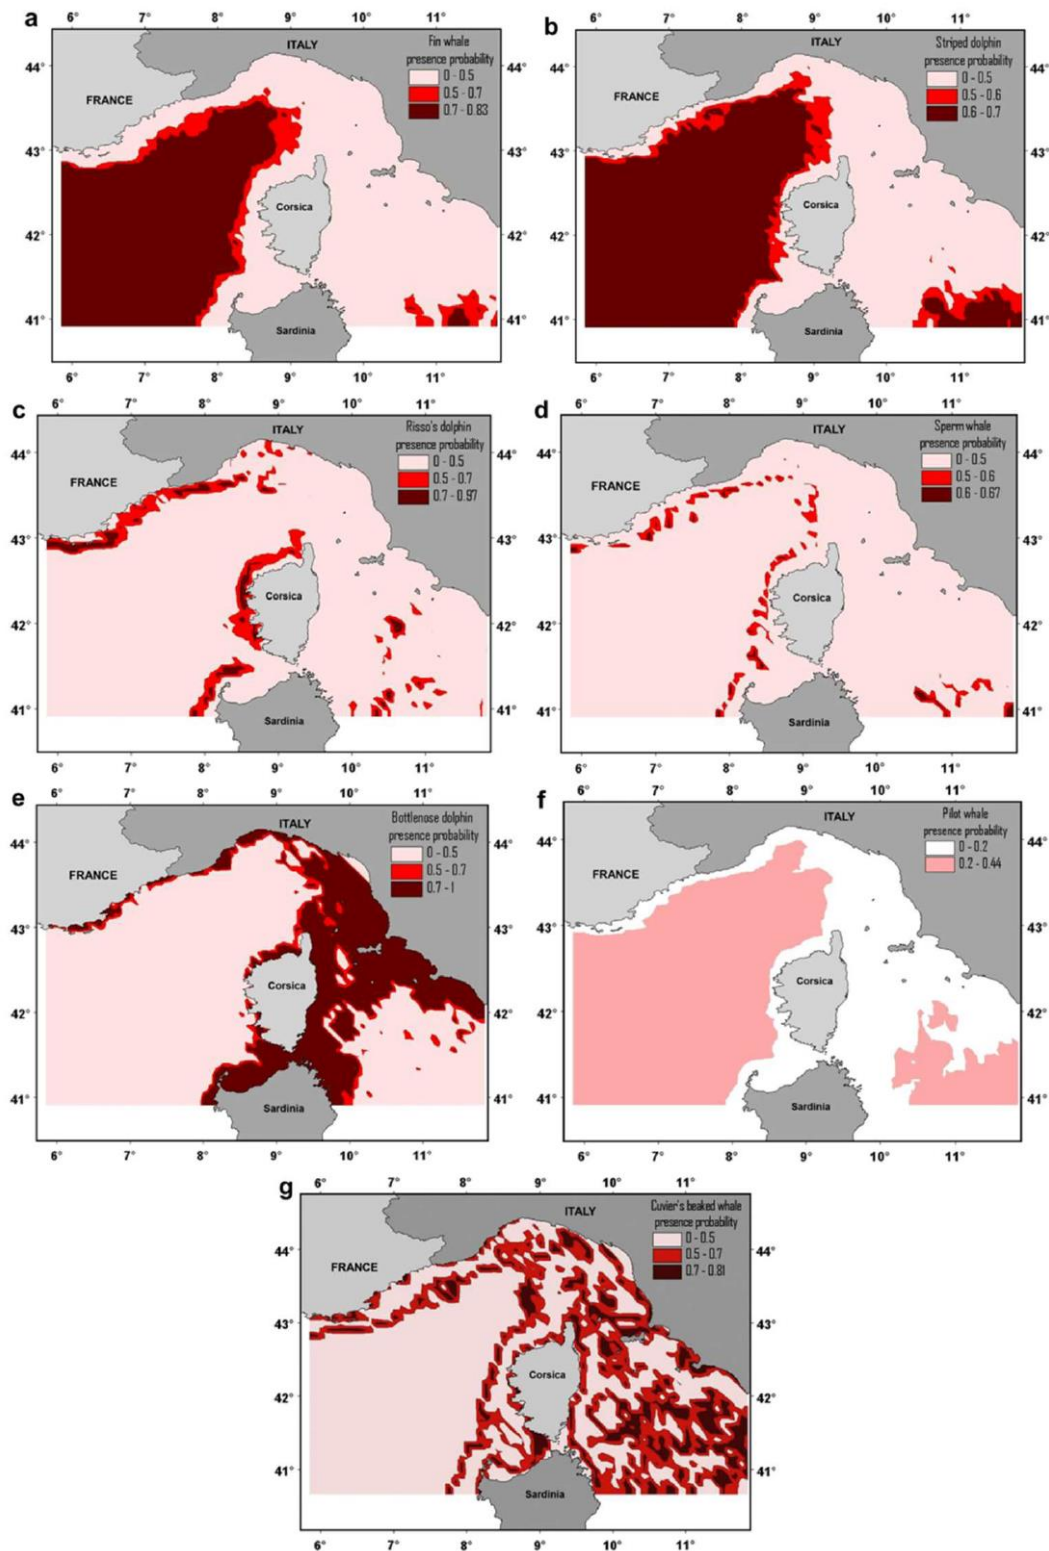 a
6° 7° 8° 9° 10° 11°
ITALY
Fin whale
presence probability
0 - 0.5
0.5 - 0.7
0.7 - 0.83
44°
44°
FRANCE
43°
43°
Corsica
42°
42°
41°
41°
Sardinia
6° 7° 8° 9° 10° 11°
b
6° 7° 8° 9° 10° 11°
ITALY
Striped dolphin
presence probability
0 - 0.5
0.5 - 0.6
0.6 - 0.7
44°
44°
FRANCE
43°
43°
Corsica
42°
42°
41°
41°
Sardinia
6° 7° 8° 9° 10° 11°
c
6° 7° 8° 9° 10° 11°
ITALY
Risso's dolphin
presence probability
0 - 0.5
0.5 - 0.7
0.7 - 0.97
44°
44°
FRANCE
43°
43°
Corsica
42°
42°
41°
41°
Sardinia
6° 7° 8° 9° 10° 11°
d
6° 7° 8° 9° 10° 11°
ITALY
Sperm whale
presence probability
0 - 0.5
0.5 - 0.6
0.6 - 0.67
44°
44°
FRANCE
43°
43°
Corsica
42°
42°
41°
41°
Sardinia
6° 7° 8° 9° 10° 11°
e
6° 7° 8° 9° 10° 11°
ITALY
Bottlenose dolphin
presence probability
0 - 0.5
0.5 - 0.7
0.7 - 1
44°
44°
FRANCE
43°
43°
Corsica
42°
42°
41°
41°
Sardinia
6° 7° 8° 9° 10° 11°
f
6° 7° 8° 9° 10° 11°
ITALY
Pilot whale
presence probability
0 - 0.2
0.2 - 0.44
44°
44°
FRANCE
43°
43°
Corsica
42°
42°
41°
41°
Sardinia
6° 7° 8° 9° 10° 11°
g
6° 7° 8° 9° 10° 11°
ITALY
Cuvier's beaked whale
presence probability
0 - 0.5
0.5 - 0.7
0.7 - 0.81
44°
44°
FRANCE
43°
43°
Corsica
42°
42°
41°
41°
Sardinia
6° 7° 8° 9° 10° 11°